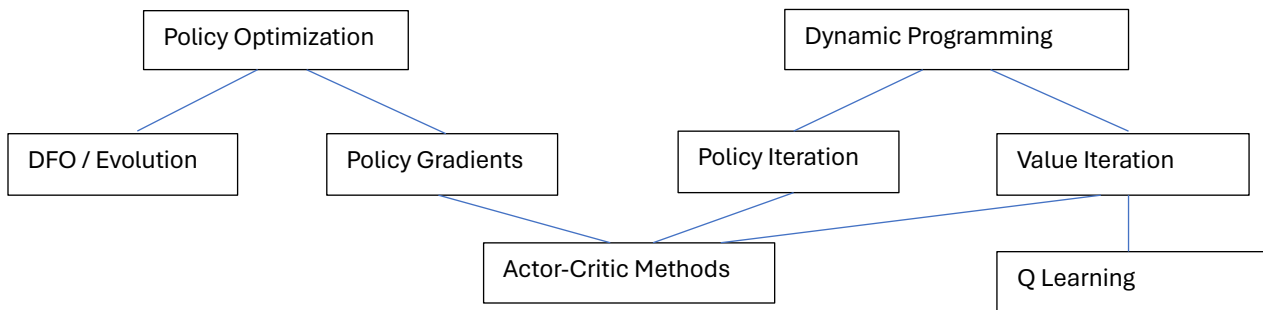 Policy Optimization
Dynamic Programming
DFO / Evolution
Policy Gradients
Policy Iteration
Value Iteration
Actor-Critic Methods
Q Learning